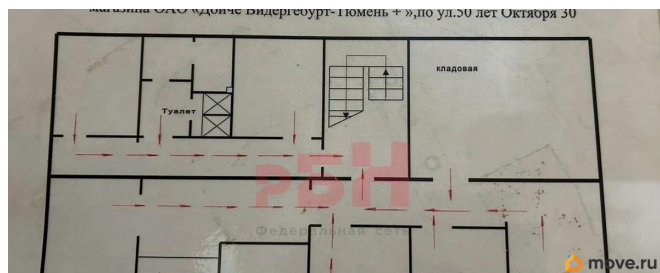 магазина ОАО «Дойче Видергебурт-Тюмень + »,по ул.50 лет Октября 30
кладовая
Туалет
РБН
Федеральная сеть
move.ru